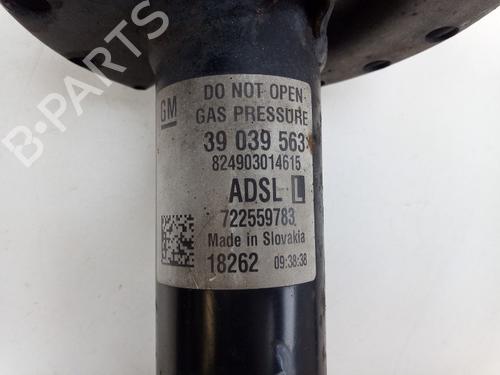 GM
DO NOT OPEN
GAS PRESSURE
39 039 563
824903014615
ADSL L
722559783
Made in Slovakia
18262 09:38:38
B-PARTS